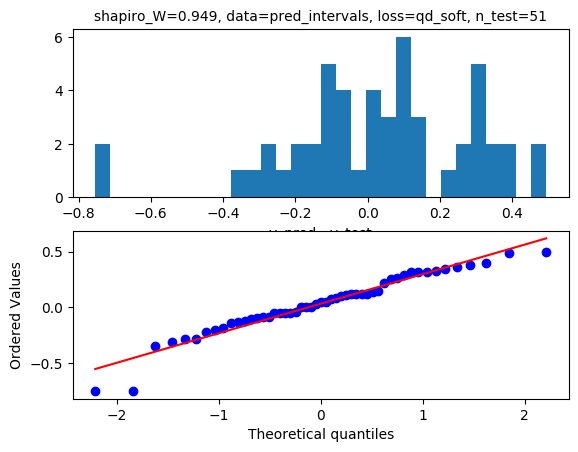 shapiro_W=0.949, data=pred_intervals, loss=qd_soft, n_test=51
6
4
2
0
−0.8 −0.6 −0.4 −0.2 0.0 0.2 0.4
Ordered Values
0.5
0.0
−0.5
−2 −1 0 1 2
Theoretical quantiles